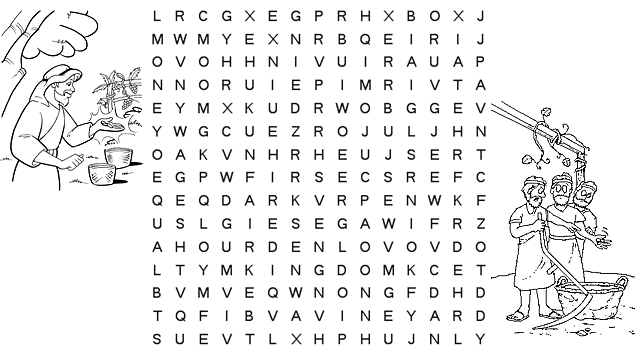 L R C G X E G P R H X B O X J
M W M Y E X N R B Q E I R I J
O V O H H N I V U I R A U A P
N N O R U I E P I M R I V T A
E Y M X K U D R W O B G G E V
Y W G C U E Z R O J U L J H N
O A K V N H R H E U J S E R T
E G P W F I R S E C S R E F C
Q E Q D A R K V R P E N W K F
U S L G I E S E G A W I F R Z
A H O U R D E N L O V O V D O
L T Y M K I N G D O M K C E T
B V M V E Q W N O N G F D H D
T Q F I B V A V I N E Y A R D
S U E V T L X H P H U J N L Y